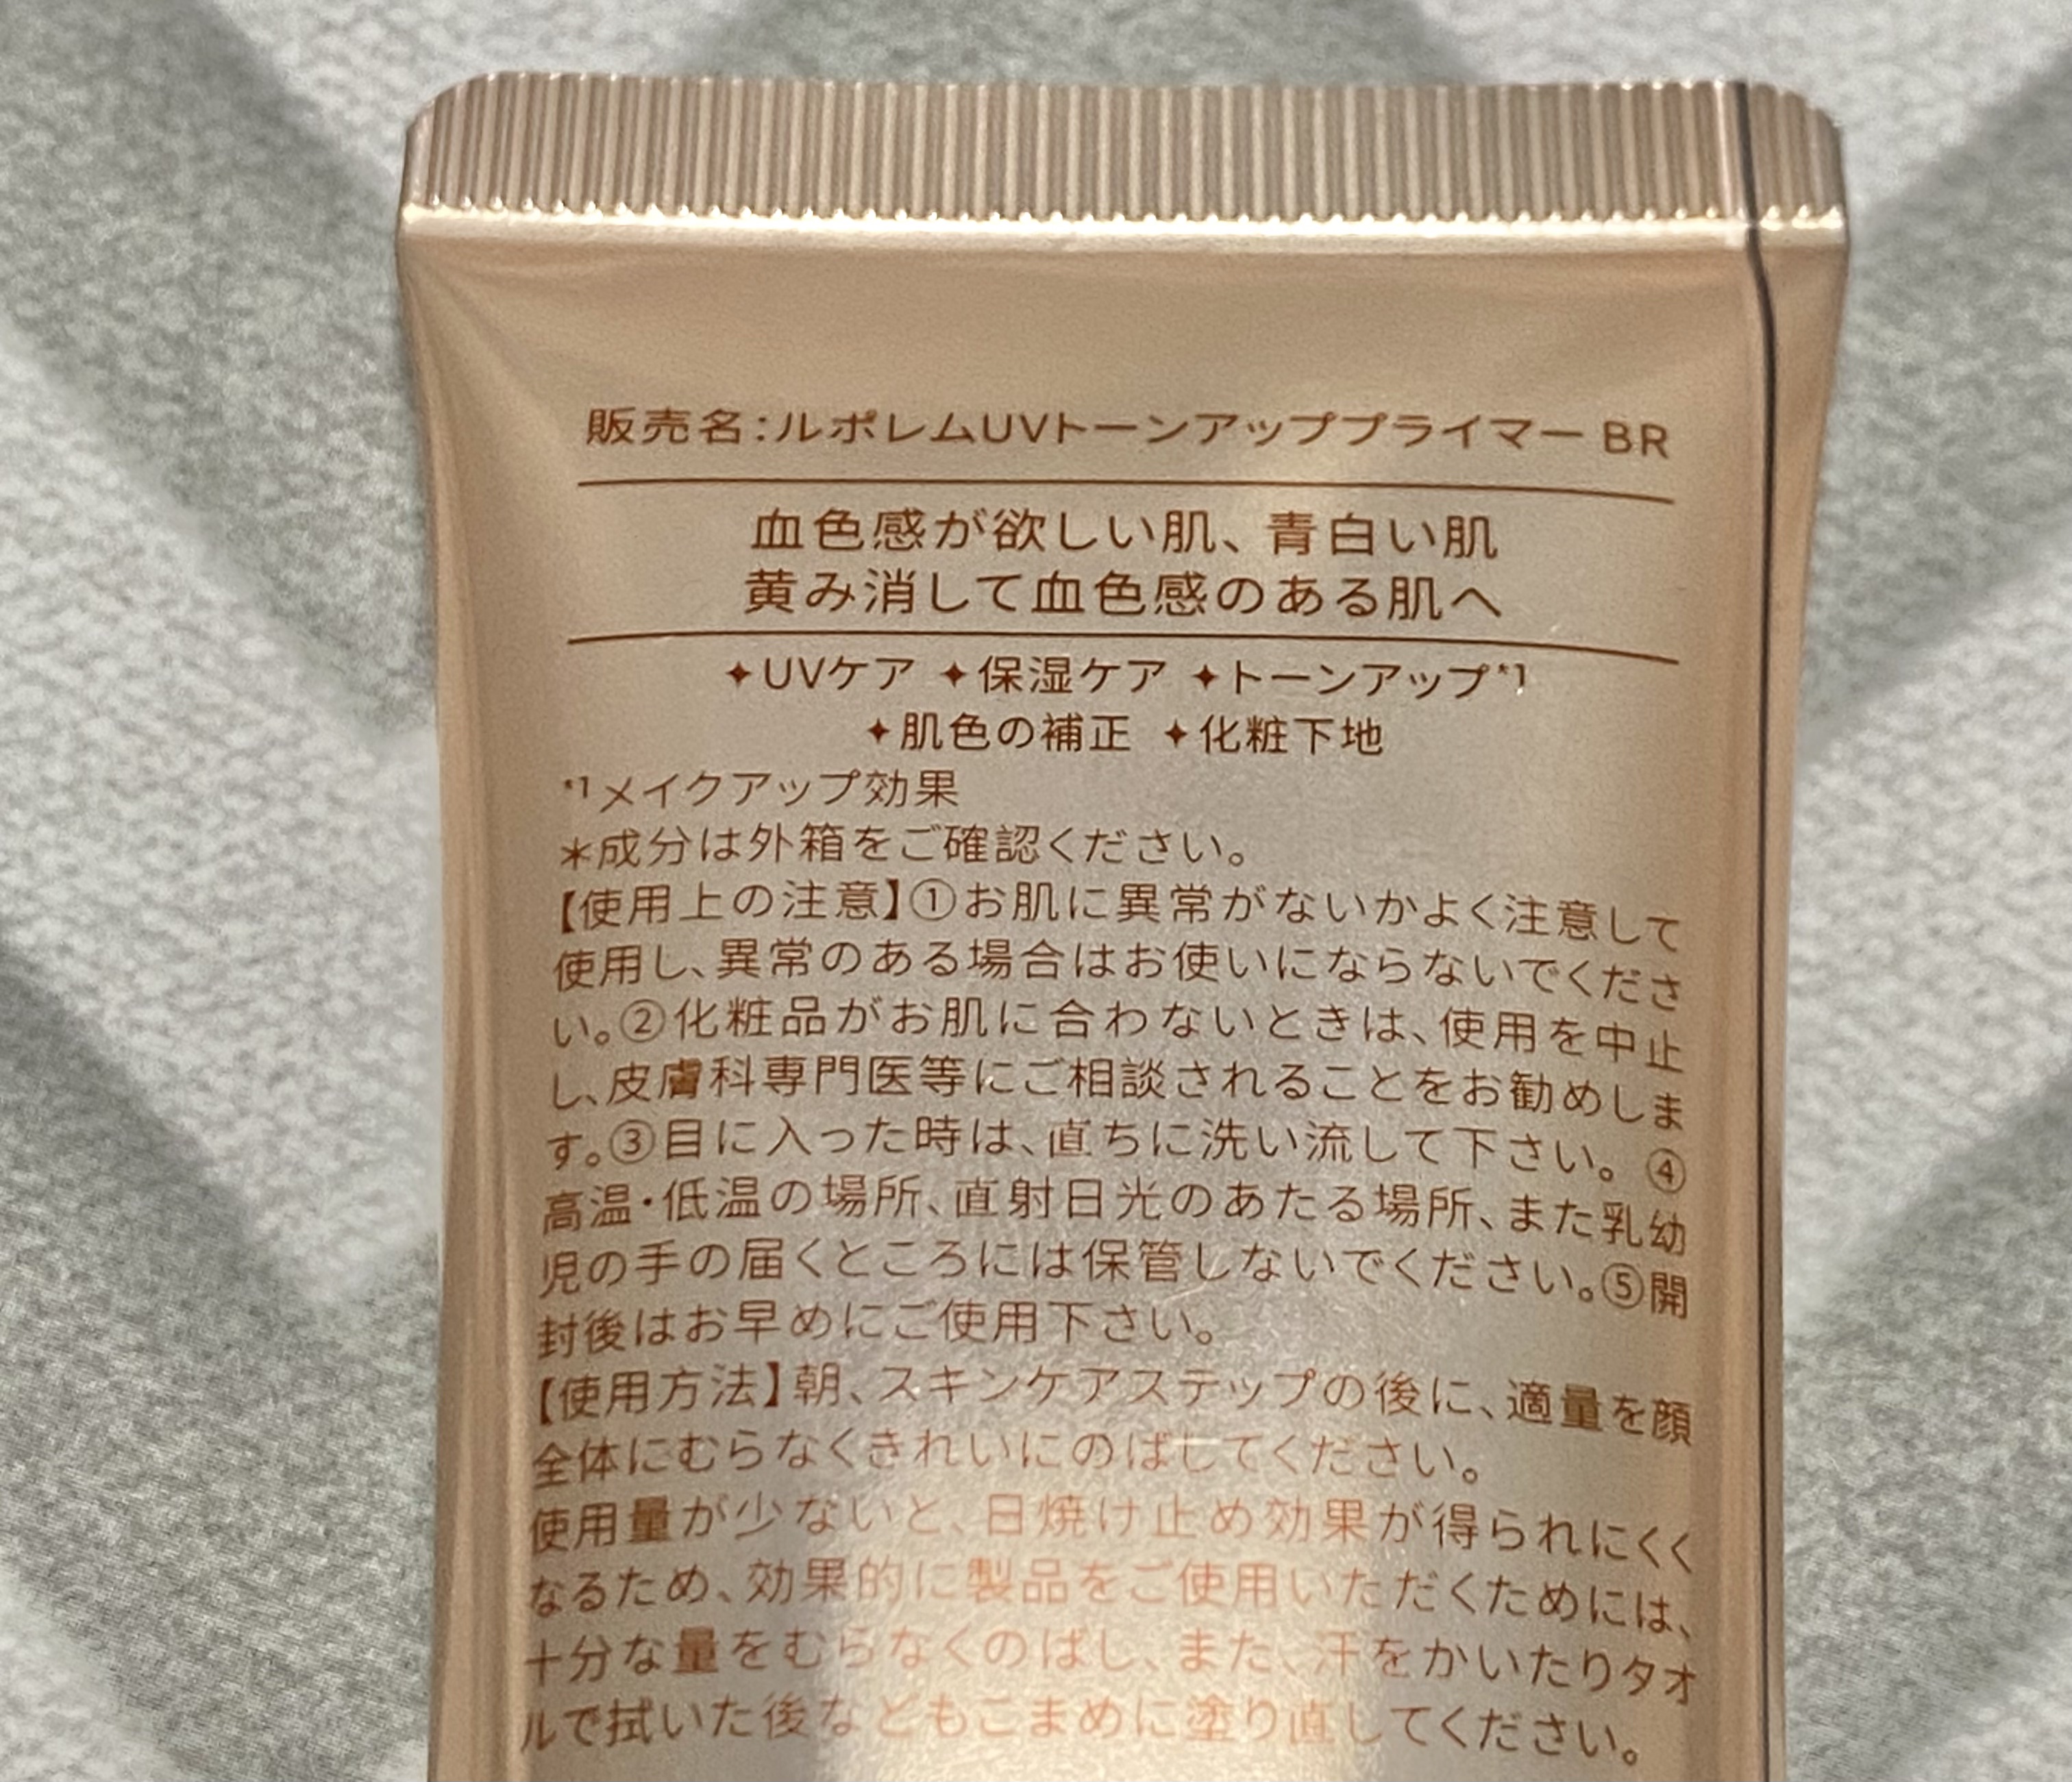 販売名:ルポレムUVトーンアッププライマー BR
血色感が欲しい肌、青白い肌
黄み消して血色感のある肌へ
✦UVケア ✦保湿ケア ✦トーンアップ*1
✦肌色の補正 ✦化粧下地
*1メイクアップ効果
＊成分は外箱をご確認ください。
【使用上の注意】①お肌に異常がないかよく注意して
使用し、異常のある場合はお使いにならないでくださ
い。②化粧品がお肌に合わないときは、使用を中止
し、皮膚科専門医等にご相談されることをお勧めしま
す。③目に入った時は、直ちに洗い流して下さい。④
高温・低温の場所、直射日光のあたる場所、また乳幼
児の手の届くところには保管しないでください。⑤開
封後はお早めにご使用下さい。
【使用方法】朝、スキンケアステップの後に、適量を顔
全体にむらなくきれいにのばしてください。
使用量が少ないと、日焼け止め効果が得られにくく
なるため、効果的に製品をご使用いただくためには、
十分な量をむらなくのばし、また、汗をかいたりタオ
ルで拭いた後などもこまめに塗り直してください。